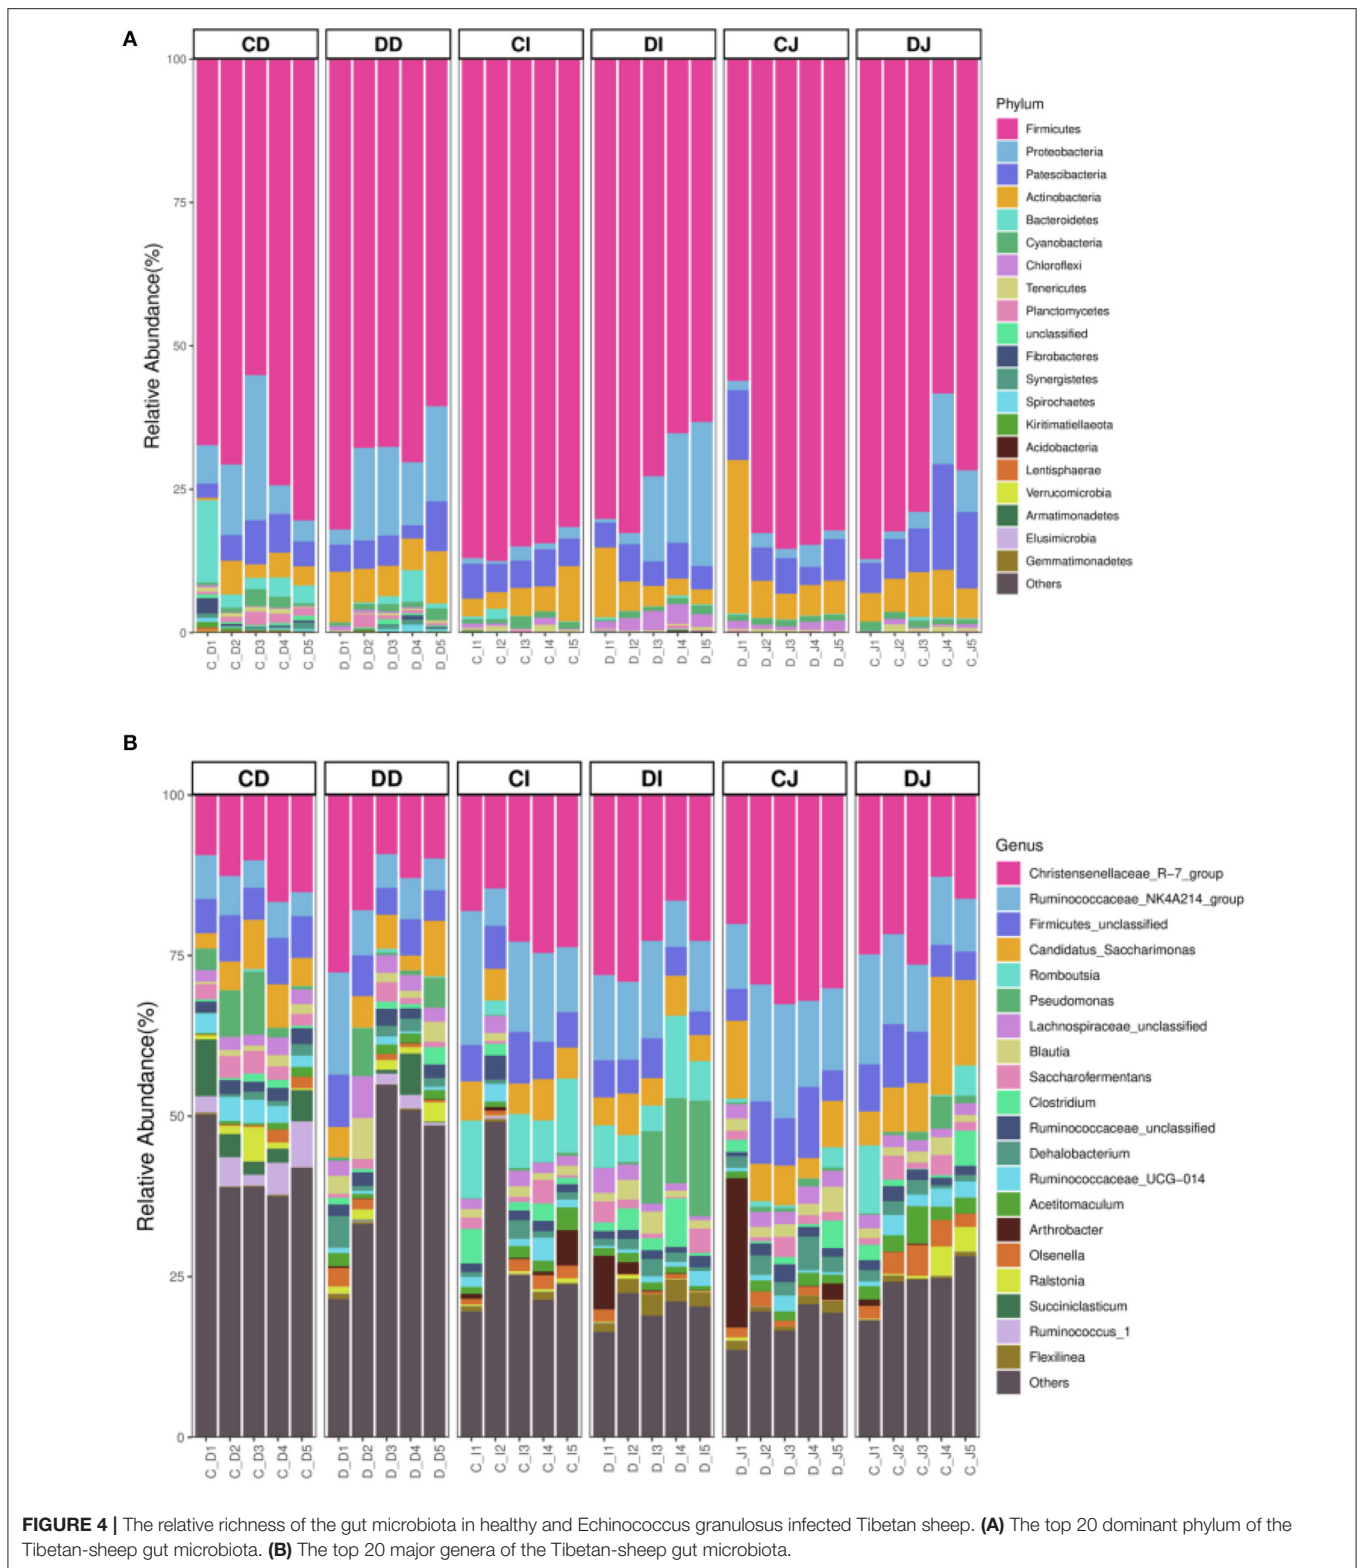 A
CD DD CI DI CJ DJ
100
75
50
25
0
Relative Abundance(%)
C_D1 C_D2 C_D3 C_D4 C_D5 D_D1 D_D2 D_D3 D_D4 D_D5 C_I1 C_I2 C_I3 C_I4 C_I5 D_I1 D_I2 D_I3 D_I4 D_I5 D_J1 D_J2 D_J3 D_J4 D_J5 C_J1 C_J2 C_J3 C_J4 C_J5
Phylum
Firmicutes
Proteobacteria
Patescibacteria
Actinobacteria
Bacteroidetes
Cyanobacteria
Chloroflexi
Tenericutes
Planctomycetes
unclassified
Fibrobacteres
Synergistetes
Spirochaetes
Kiritimatiellaeota
Acidobacteria
Lentisphaerae
Verrucomicrobia
Armatimonadetes
Elusimicrobia
Gemmatimonadetes
Others
B
CD DD CI DI CJ DJ
100
75
50
25
0
Relative Abundance(%)
C_D1 C_D2 C_D3 C_D4 C_D5 D_D1 D_D2 D_D3 D_D4 D_D5 C_I1 C_I2 C_I3 C_I4 C_I5 D_I1 D_I2 D_I3 D_I4 D_I5 D_J1 D_J2 D_J3 D_J4 D_J5 C_J1 C_J2 C_J3 C_J4 C_J5
Genus
Christensenellaceae_R−7_group
Ruminococcaceae_NK4A214_group
Firmicutes_unclassified
Candidatus_Saccharimonas
Romboutsia
Pseudomonas
Lachnospiraceae_unclassified
Blautia
Saccharofermentans
Clostridium
Ruminococcaceae_unclassified
Dehalobacterium
Ruminococcaceae_UCG−014
Acetitomaculum
Arthrobacter
Olsenella
Ralstonia
Succiniclasticum
Ruminococcus_1
Flexilinea
Others
FIGURE 4 | The relative richness of the gut microbiota in healthy and Echinococcus granulosus infected Tibetan sheep. (A) The top 20 dominant phylum of the
Tibetan-sheep gut microbiota. (B) The top 20 major genera of the Tibetan-sheep gut microbiota.